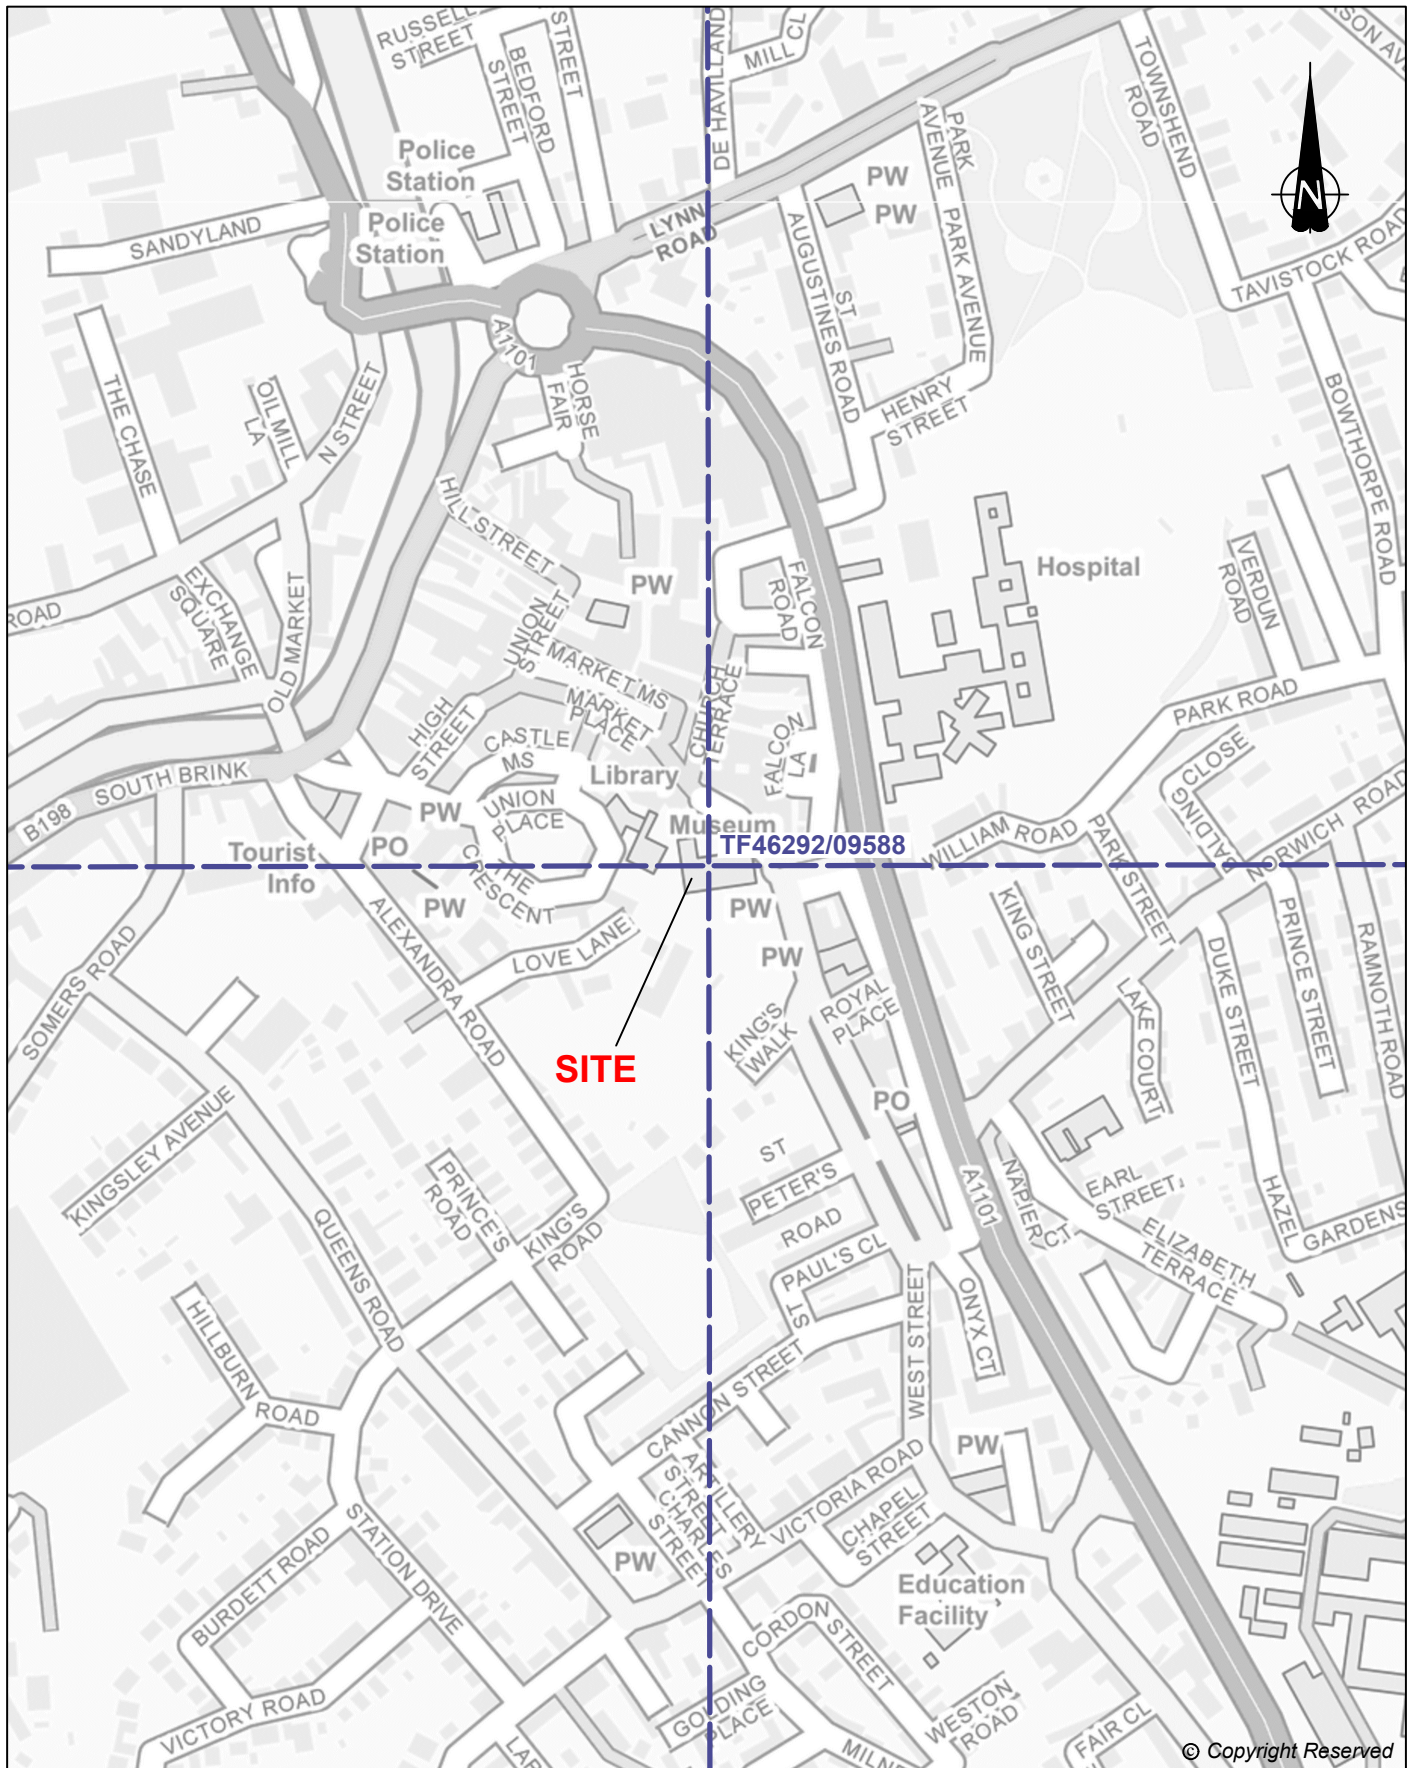 RUSSELL
STREET
BEDFORD
STREET
STREET
DE HAVILLAND
MILL CL
TOWNSHEND
ROAD
SON AV
Police
Station
Police
Station
SANDYLAND
LYNN
ROAD
PW
PW
PARK
AVENUE
PARK AVENUE
N
TAVISTOCK ROAD
ST
AUGUSTINES ROAD
A1101
HORSE
FAIR
HENRY
STREET
THE CHASE
OIL MILL
LA
N STREET
BOWTHORPE ROAD
HILL STREET
Hospital
VERDUN
ROAD
ROAD
EXCHANGE
SQUARE
OLD MARKET
PW
FALCON
ROAD
UNION
STREET
MARKET MS
MARKET
PLACE
CHURCH
TERRACE
HIGH
STREET
CASTLE
MS
FALCON
LA
PARK ROAD
Library
SOUTH BRINK
B198
PW
UNION
PLACE
Museum
TF46292/09588
WILLIAM ROAD
SPALDING
CLOSE
NORWICH ROAD
PARK STREET
Tourist
Info
PO
THE
CRESCENT
PW
PW
KING STREET
PRINCE STREET
RAMNOTH ROAD
DUKE STREET
ALEXANDRA ROAD
LOVE LANE
PW
SOMERS ROAD
ROYAL
PLACE
KING'S
WALK
LAKE COURT
SITE
PO
KINGSLEY AVENUE
ST
PETER'S
ROAD
PRINCE'S
ROAD
KING'S
ROAD
A1101
NAPIER CT
EARL
STREET
ELIZABETH
TERRACE
HAZEL
GARDENS
QUEENS ROAD
ST
PAUL'S CL
WEST STREET
ONYX CT
HILLBURN
ROAD
CANNON STREET
ARTILLERY
STREET
CHARLES
STREET
VICTORIA ROAD
PW
CHAPEL
STREET
PW
BURDETT ROAD
STATION DRIVE
Education
Facility
CORDON
STREET
VICTORY ROAD
GOLDING
PLACE
WESTON
ROAD
FAIR CL
MILNE
LAR
© Copyright Reserved